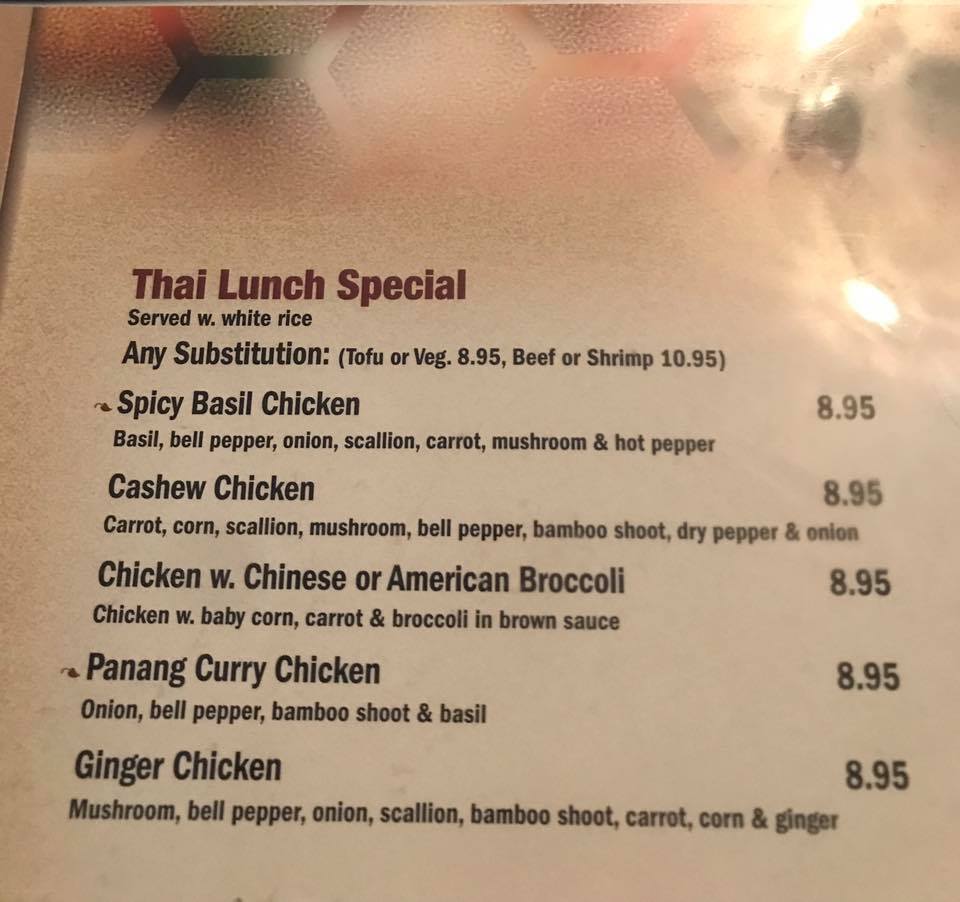 Thai Lunch Special
Served w. white rice
Any Substitution: (Tofu or Veg. 8.95, Beef or Shrimp 10.95)
Spicy Basil Chicken 8.95
Basil, bell pepper, onion, scallion, carrot, mushroom & hot pepper
Cashew Chicken 8.95
Carrot, corn, scallion, mushroom, bell pepper, bamboo shoot, dry pepper & onion
Chicken w. Chinese or American Broccoli 8.95
Chicken w. baby corn, carrot & broccoli in brown sauce
Panang Curry Chicken 8.95
Onion, bell pepper, bamboo shoot & basil
Ginger Chicken 8.95
Mushroom, bell pepper, onion, scallion, bamboo shoot, carrot, corn & ginger